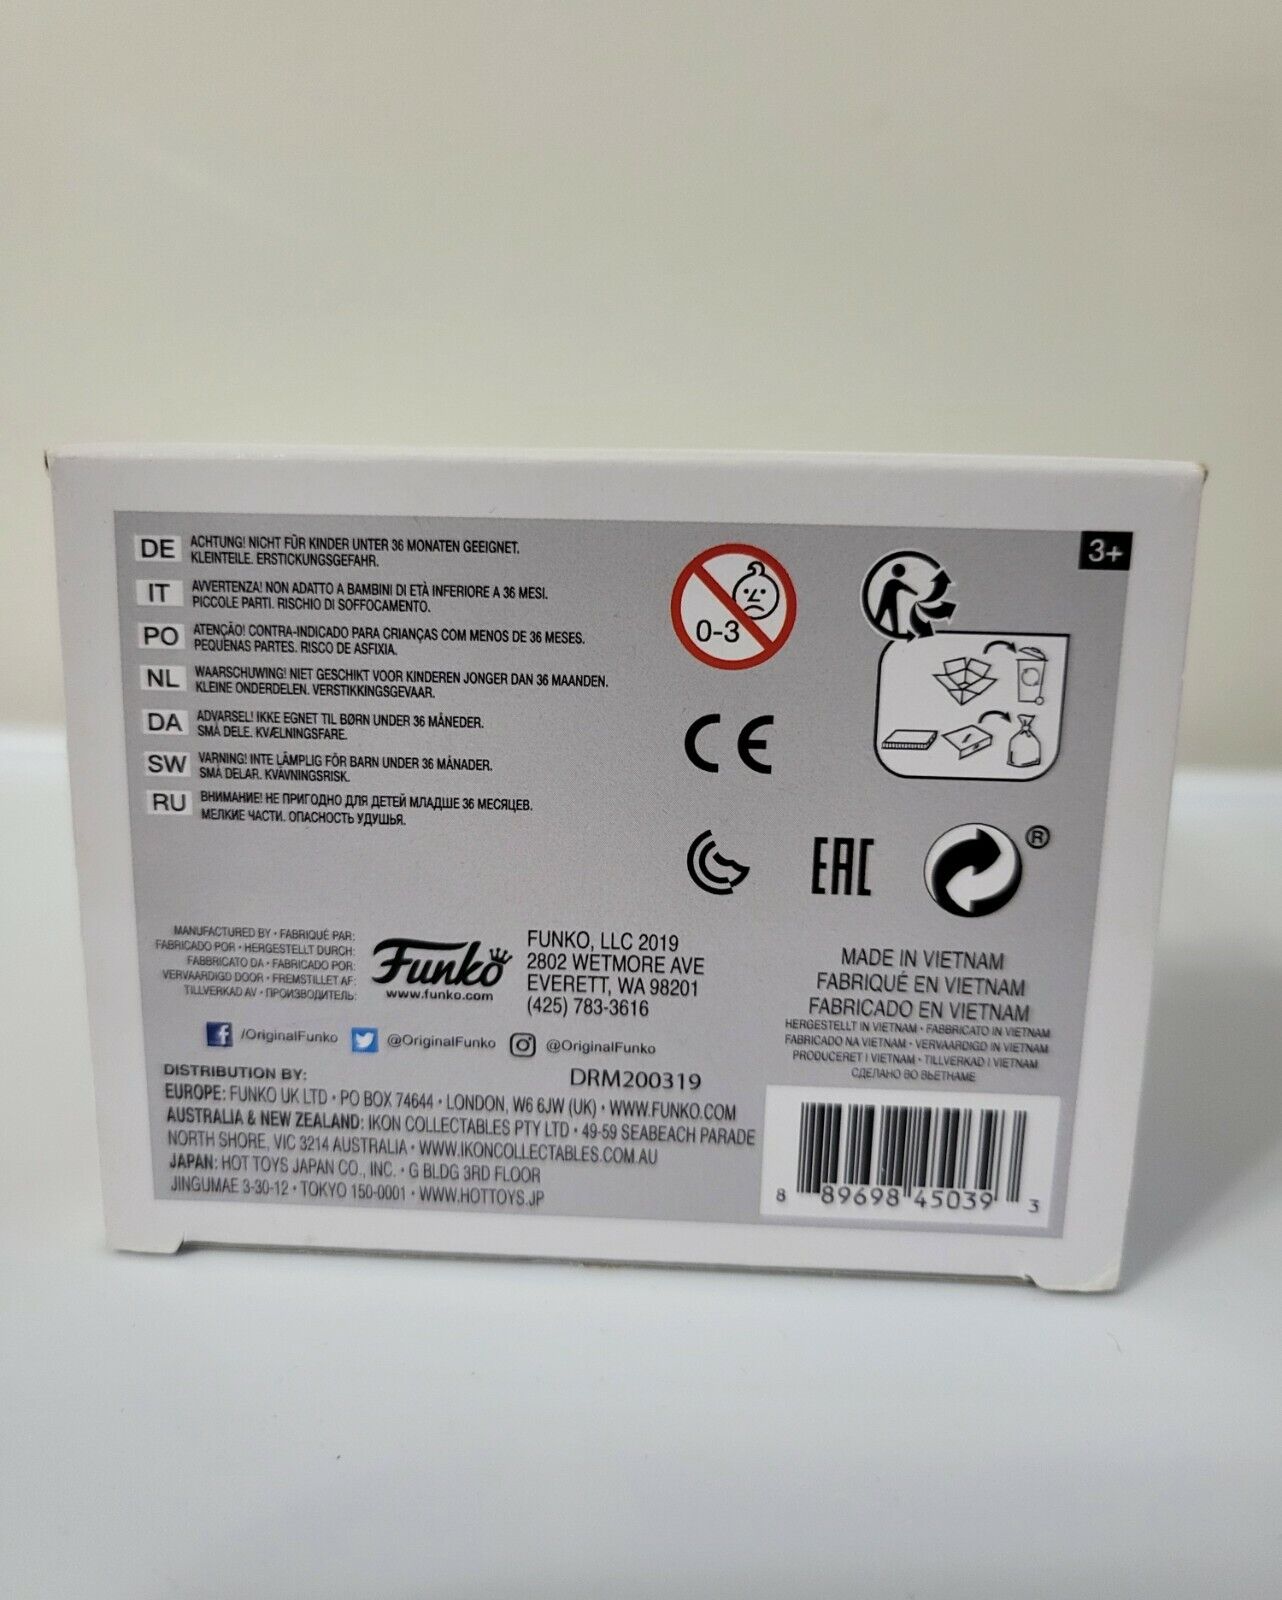 DE ACHTUNG! NICHT FÜR KINDER UNTER 36 MONATEN GEEIGNET.
KLEINTEILE. ERSTICKUNGSGEFAHR.
IT AVVERTENZA! NON ADATTO A BAMBINI DI ETÀ INFERIORE A 36 MESI.
PICCOLE PARTI. RISCHIO DI SOFFOCAMENTO.
PO ATENÇÃO! CONTRA-INDICADO PARA CRIANÇAS COM MENOS DE 36 MESES.
PEQUENAS PARTES. RISCO DE ASFIXIA.
NL WAARSCHUWING! NIET GESCHIKT VOOR KINDEREN JONGER DAN 36 MAANDEN.
KLEINE ONDERDELEN. VERSTIKKINGSGEVAAR.
DA ADVARSEL! IKKE EGNET TIL BØRN UNDER 36 MÅNEDER.
SMÅ DELE. KVÆLNINGSFARE.
SW VARNING! INTE LÄMPLIG FÖR BARN UNDER 36 MÅNADER.
SMÅ DELAR. KVÄVNINGSRISK.
RU ВНИМАНИЕ! НЕ ПРИГОДНО ДЛЯ ДЕТЕЙ МЛАДШЕ 36 МЕСЯЦЕВ.
МЕЛКИЕ ЧАСТИ. ОПАСНОСТЬ УДУШЬЯ.
0-3
3+
CE
EAC
®
MANUFACTURED BY • FABRIQUÉ PAR:
FABRICADO POR • HERGESTELLT DURCH:
FABBRICATO DA • FABRICADO POR:
VERVAARDIGD DOOR • FREMSTILLET AF:
TILLVERKAD AV • ПРОИЗВОДИТЕЛЬ:
Funko
www.funko.com
FUNKO, LLC 2019
2802 WETMORE AVE
EVERETT, WA 98201
(425) 783-3616
/OriginalFunko @OriginalFunko @OriginalFunko
MADE IN VIETNAM
FABRIQUÉ EN VIETNAM
FABRICADO EN VIETNAM
HERGESTELLT IN VIETNAM • FABBRICATO IN VIETNAM
FABRICADO NA VIETNAM • VERVAARDIGD IN VIETNAM
PRODUCERET I VIETNAM • TILLVERKAD I VIETNAM
СДЕЛАНО ВО ВЬЕТНАМЕ
DISTRIBUTION BY:
DRM200319
EUROPE: FUNKO UK LTD • PO BOX 74644 • LONDON, W6 6JW (UK) • WWW.FUNKO.COM
AUSTRALIA & NEW ZEALAND: IKON COLLECTABLES PTY LTD • 49-59 SEABEACH PARADE
NORTH SHORE, VIC 3214 AUSTRALIA • WWW.IKONCOLLECTABLES.COM.AU
JAPAN: HOT TOYS JAPAN CO., INC. • G BLDG 3RD FLOOR
JINGUMAE 3-30-12 • TOKYO 150-0001 • WWW.HOTTOYS.JP
8 89698 45039 3